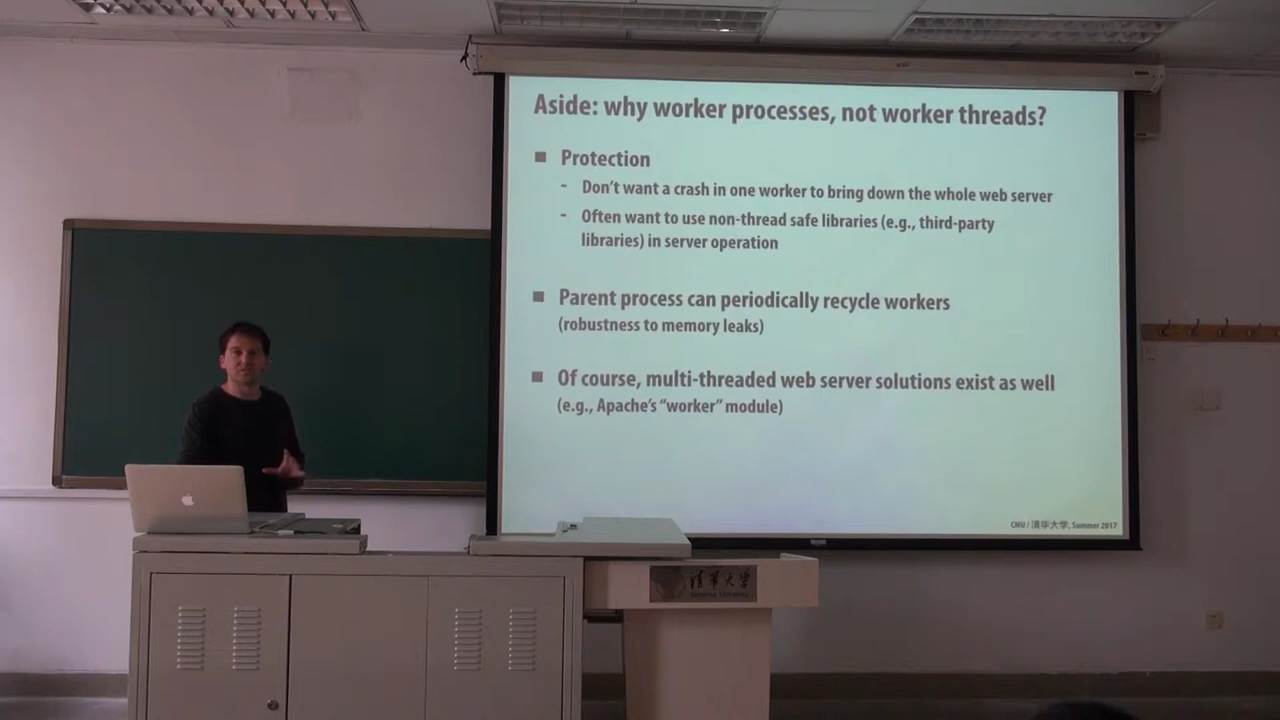 Aside: why worker processes, not worker threads?
Protection
- Don't want a crash in one worker to bring down the whole web server
- Often want to use non-thread safe libraries (e.g., third-party
libraries) in server operation
Parent process can periodically recycle workers
(robustness to memory leaks)
Of course, multi-threaded web server solutions exist as well
(e.g., Apache's "worker" module)
CMU / 清华大学, Summer 2017
清华大学
Tsinghua University